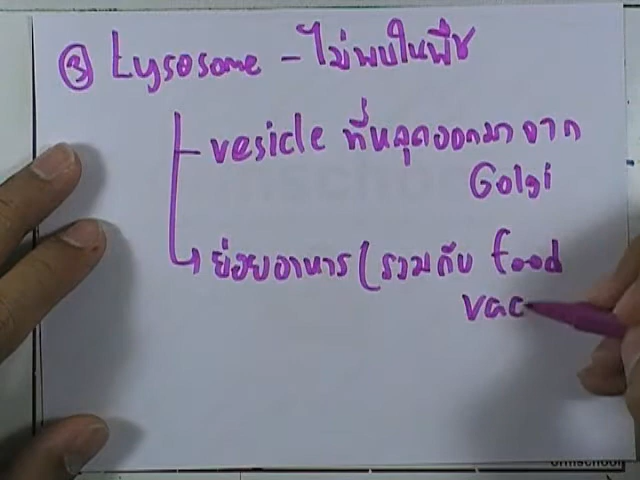 ③ Lysosome - ไม่พบในพืช
vesicle ที่หลุดออกมาจาก
Golgi
ย่อยอาหาร (รวมกับ food
vac